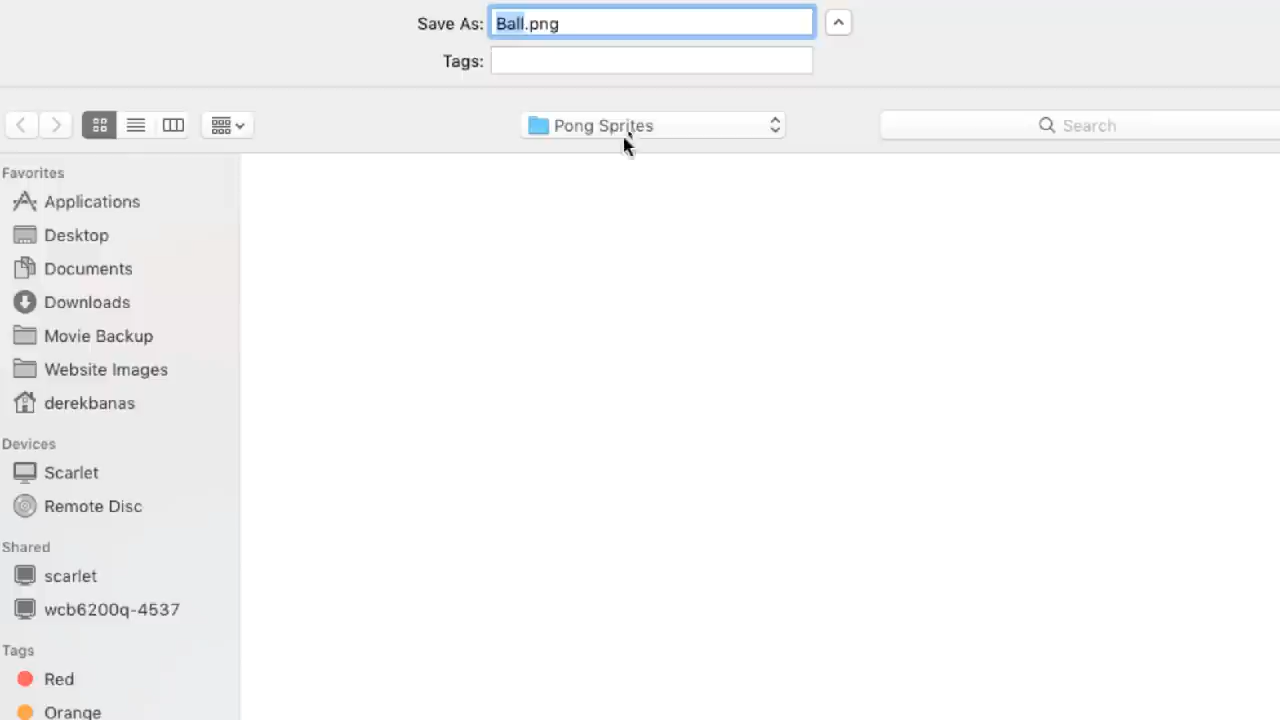 Save As: Ball.png
Tags:
Pong Sprites
Search
Favorites
Applications
Desktop
Documents
Downloads
Movie Backup
Website Images
derekbanas
Devices
Scarlet
Remote Disc
Shared
scarlet
wcb6200q-4537
Tags
Red
Orange